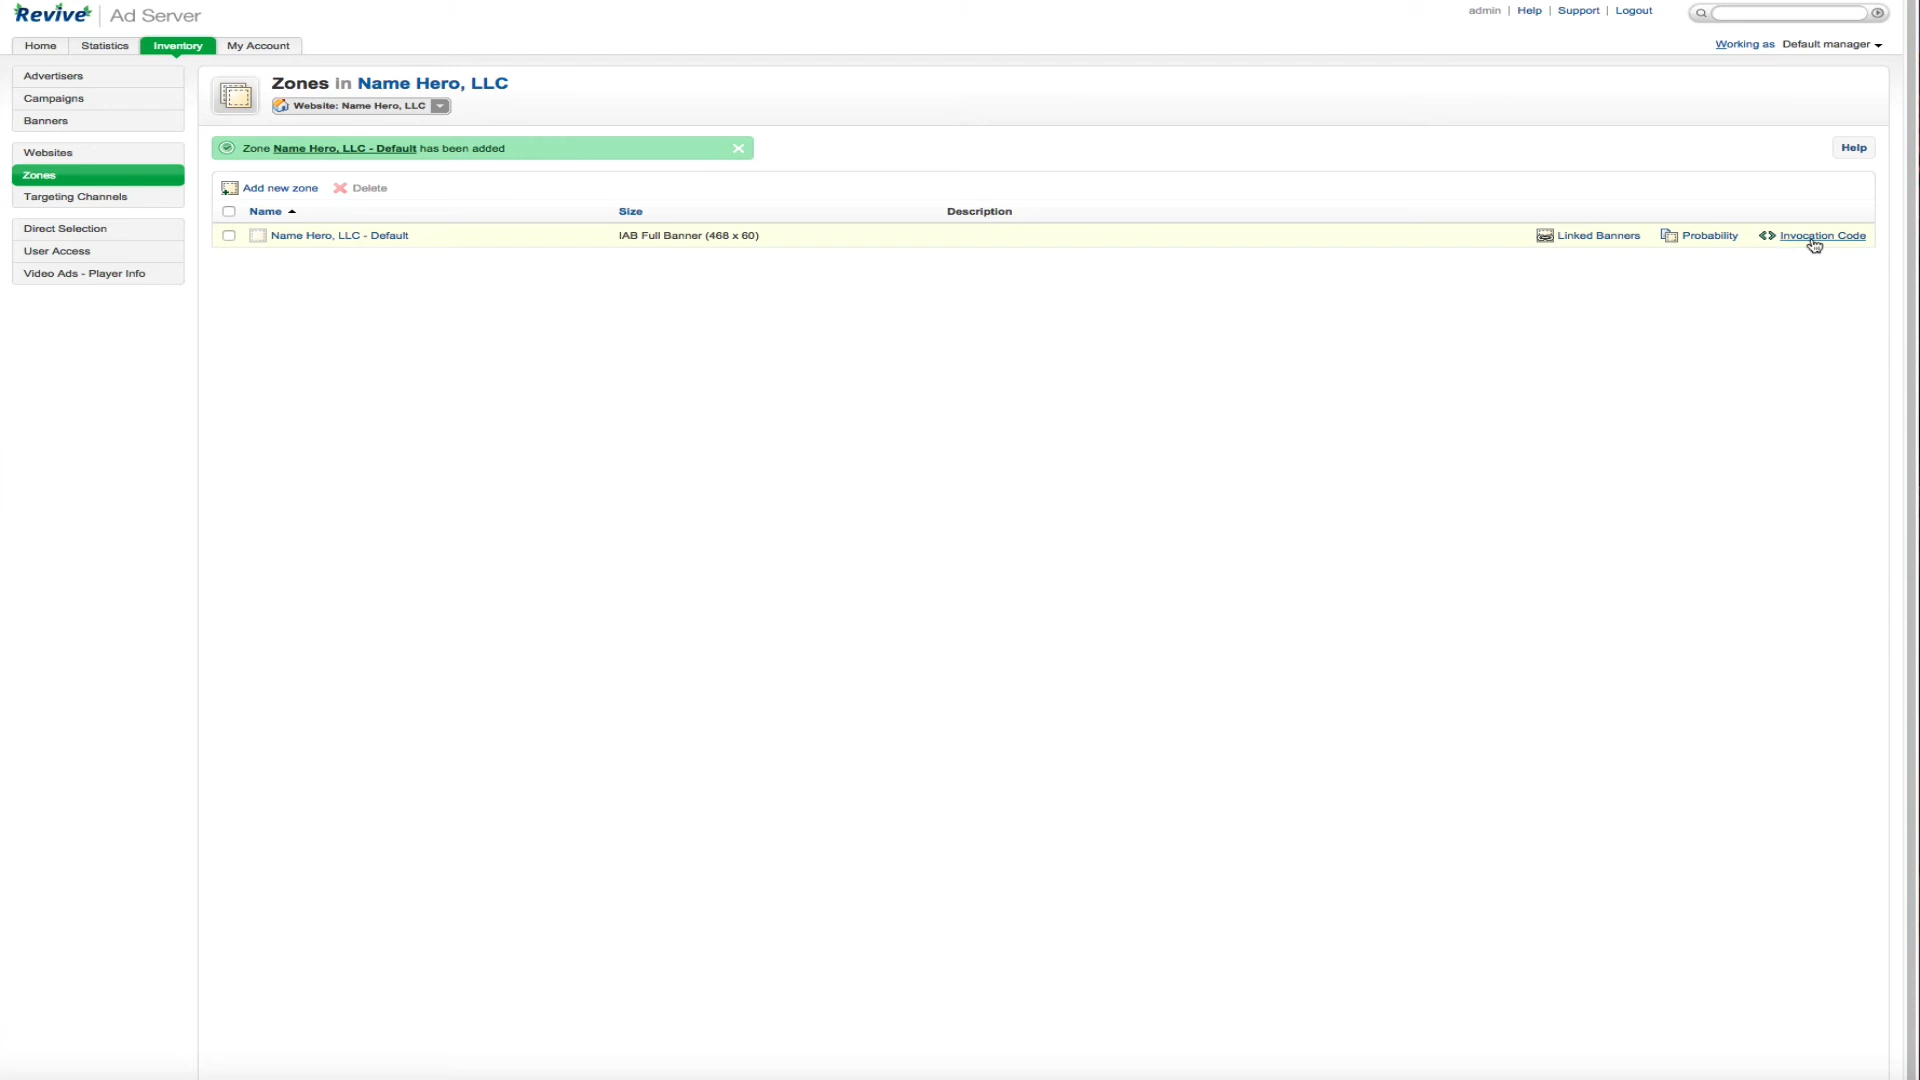 Revive Ad Server
admin | Help | Support | Logout
Home Statistics Inventory My Account
Working as Default manager
Advertisers
Campaigns
Banners
Websites
Zones
Targeting Channels
Direct Selection
User Access
Video Ads - Player Info
Zones in Name Hero, LLC
Website: Name Hero, LLC
Zone Name Hero, LLC - Default has been added
Help
Add new zone Delete
Name Size Description
Name Hero, LLC - Default IAB Full Banner (468 x 60) Linked Banners Probability Invocation Code